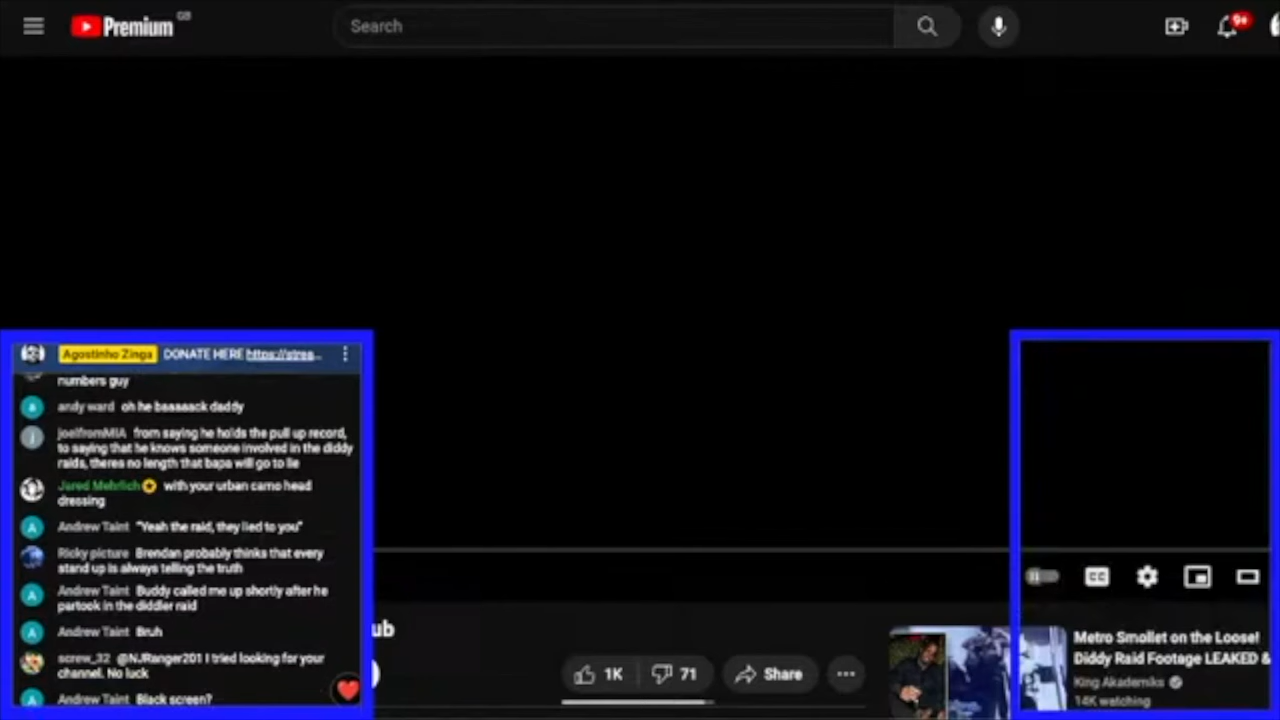 Premium GB
Search
9+
Agostinho Zinga DONATE HERE https://strea...
numbers guy
andy ward oh he baaaaack daddy
joelfromMIA from saying he holds the pull up record,
to saying that he knows someone involved in the diddy
raids, theres no length that bapa will go to lie
Jared Mehrlich with your urban camo head
dressing
Andrew Taint "Yeah the raid, they lied to you"
Ricky picture Brendan probably thinks that every
stand up is always telling the truth
Andrew Taint Buddy called me up shortly after he
partook in the diddler raid
Andrew Taint Bruh
screw_32 @NJRanger201 I tried looking for your
channel. No luck
Andrew Taint Black screen?
ub
1K
71
Share
CC
Metro Smollet on the Loose!
Diddy Raid Footage LEAKED &
King Akademiks
14K watching